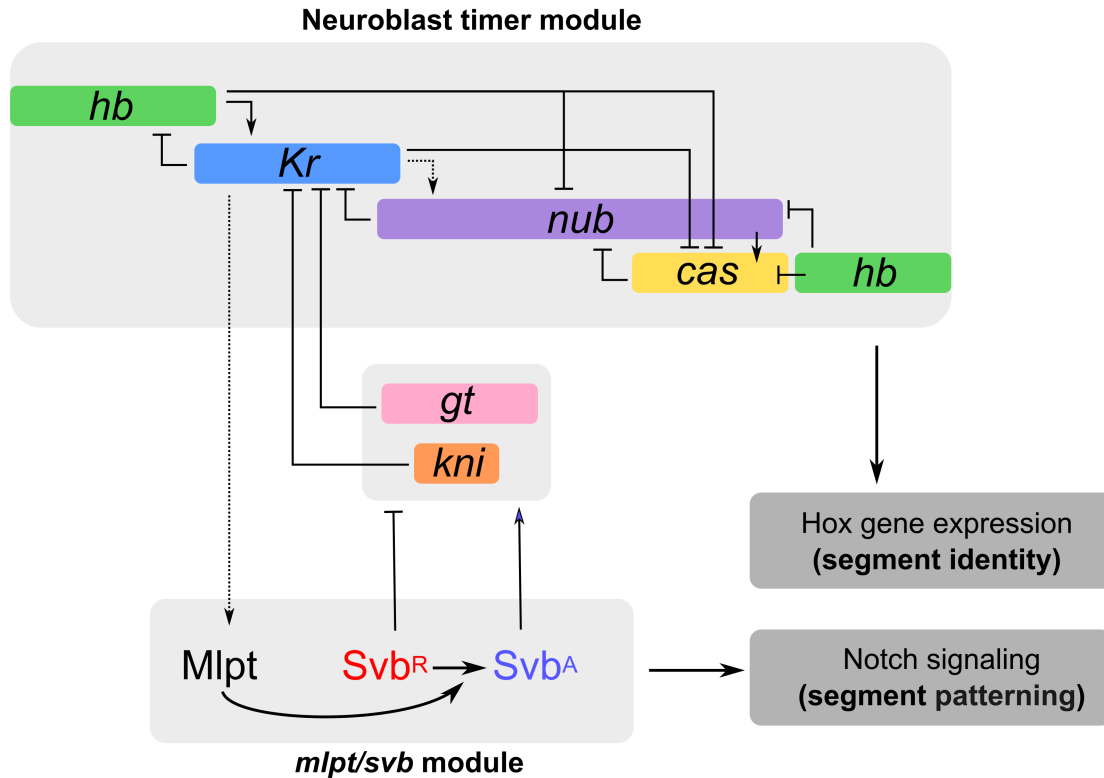 Neuroblast timer module
hb
Kr
nub
cas
hb
gt
kni
Hox gene expression
(segment identity)
Mlpt
SvbR
SvbA
Notch signaling
(segment patterning)
mlpt/svb module